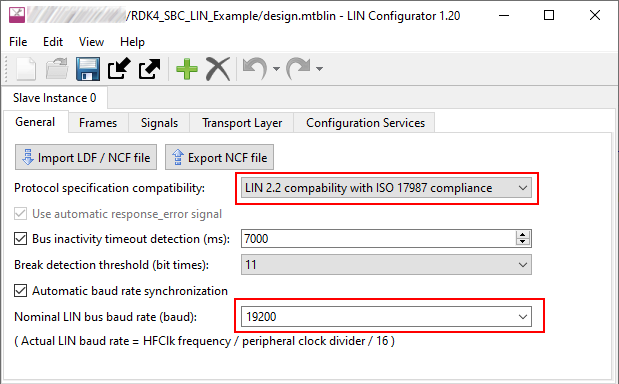 /RDK4_SBC_LIN_Example/design.mtblin - LIN Configurator 1.20
File Edit View Help
Slave Instance 0
General Frames Signals Transport Layer Configuration Services
Import LDF / NCF file Export NCF file
Protocol specification compatibility: LIN 2.2 compability with ISO 17987 compliance
Use automatic response_error signal
Bus inactivity timeout detection (ms): 7000
Break detection threshold (bit times): 11
Automatic baud rate synchronization
Nominal LIN bus baud rate (baud): 19200
( Actual LIN baud rate = HFClk frequency / peripheral clock divider / 16 )